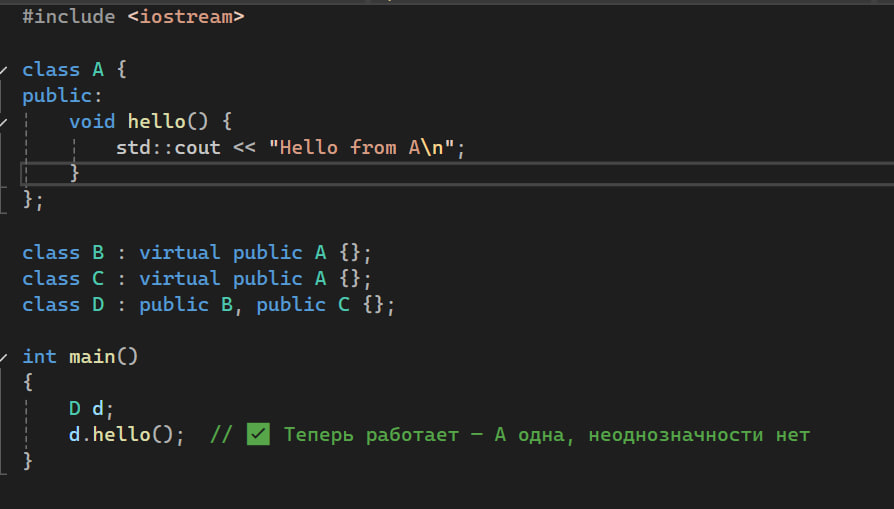 #include <iostream>
class A {
public:
void hello() {
std::cout << "Hello from A\n";
}
};
class B : virtual public A {};
class C : virtual public A {};
class D : public B, public C {};
int main()
{
D d;
d.hello(); // ✅ Теперь работает — A одна, неоднозначности нет
}